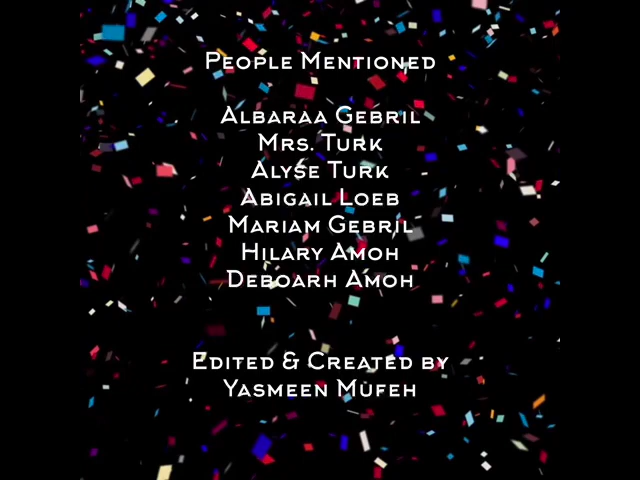 People Mentioned
Albaraa Gebril
Mrs. Turk
Alyse Turk
Abigail Loeb
Mariam Gebril
Hilary Amoh
Deboarh Amoh
Edited & Created by
Yasmeen Mufeh